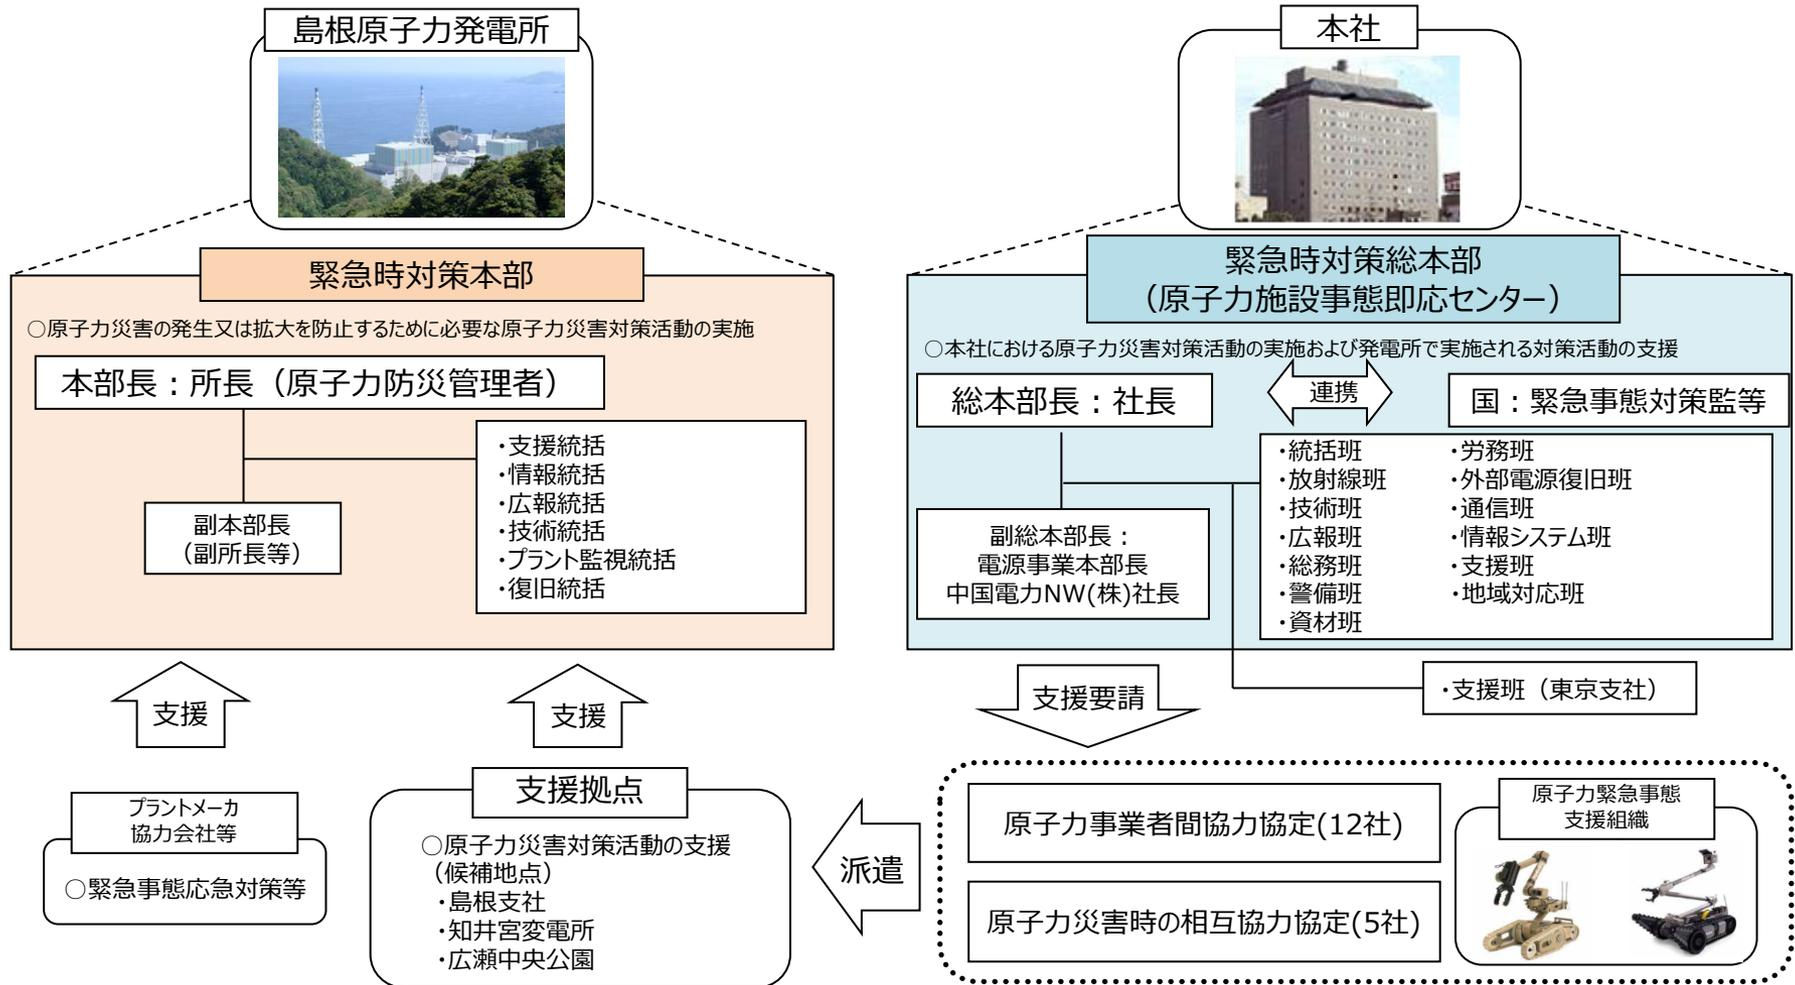 島根原子力発電所
緊急時対策本部
○原子力災害の発生又は拡大を防止するために必要な原子力災害対策活動の実施
本部長：所長（原子力防災管理者）
・支援統括
・情報統括
・広報統括
・技術統括
・プラント監視統括
・復旧統括
副本部長
（副所長等）
本社
緊急時対策総本部
（原子力施設事態即応センター）
○本社における原子力災害対策活動の実施および発電所で実施される対策活動の支援
総本部長：社長
連携
国：緊急事態対策監等
・統括班
・放射線班
・技術班
・広報班
・総務班
・警備班
・資材班
・労務班
・外部電源復旧班
・通信班
・情報システム班
・支援班
・地域対応班
副総本部長：
電源事業本部長
中国電力NW(株)社長
・支援班（東京支社）
支援
支援
支援要請
プラントメーカ
協力会社等
○緊急事態応急対策等
支援拠点
○原子力災害対策活動の支援
（候補地点）
・島根支社
・知井宮変電所
・広瀬中央公園
派遣
原子力事業者間協力協定(12社)
原子力災害時の相互協力協定(5社)
原子力緊急事態
支援組織